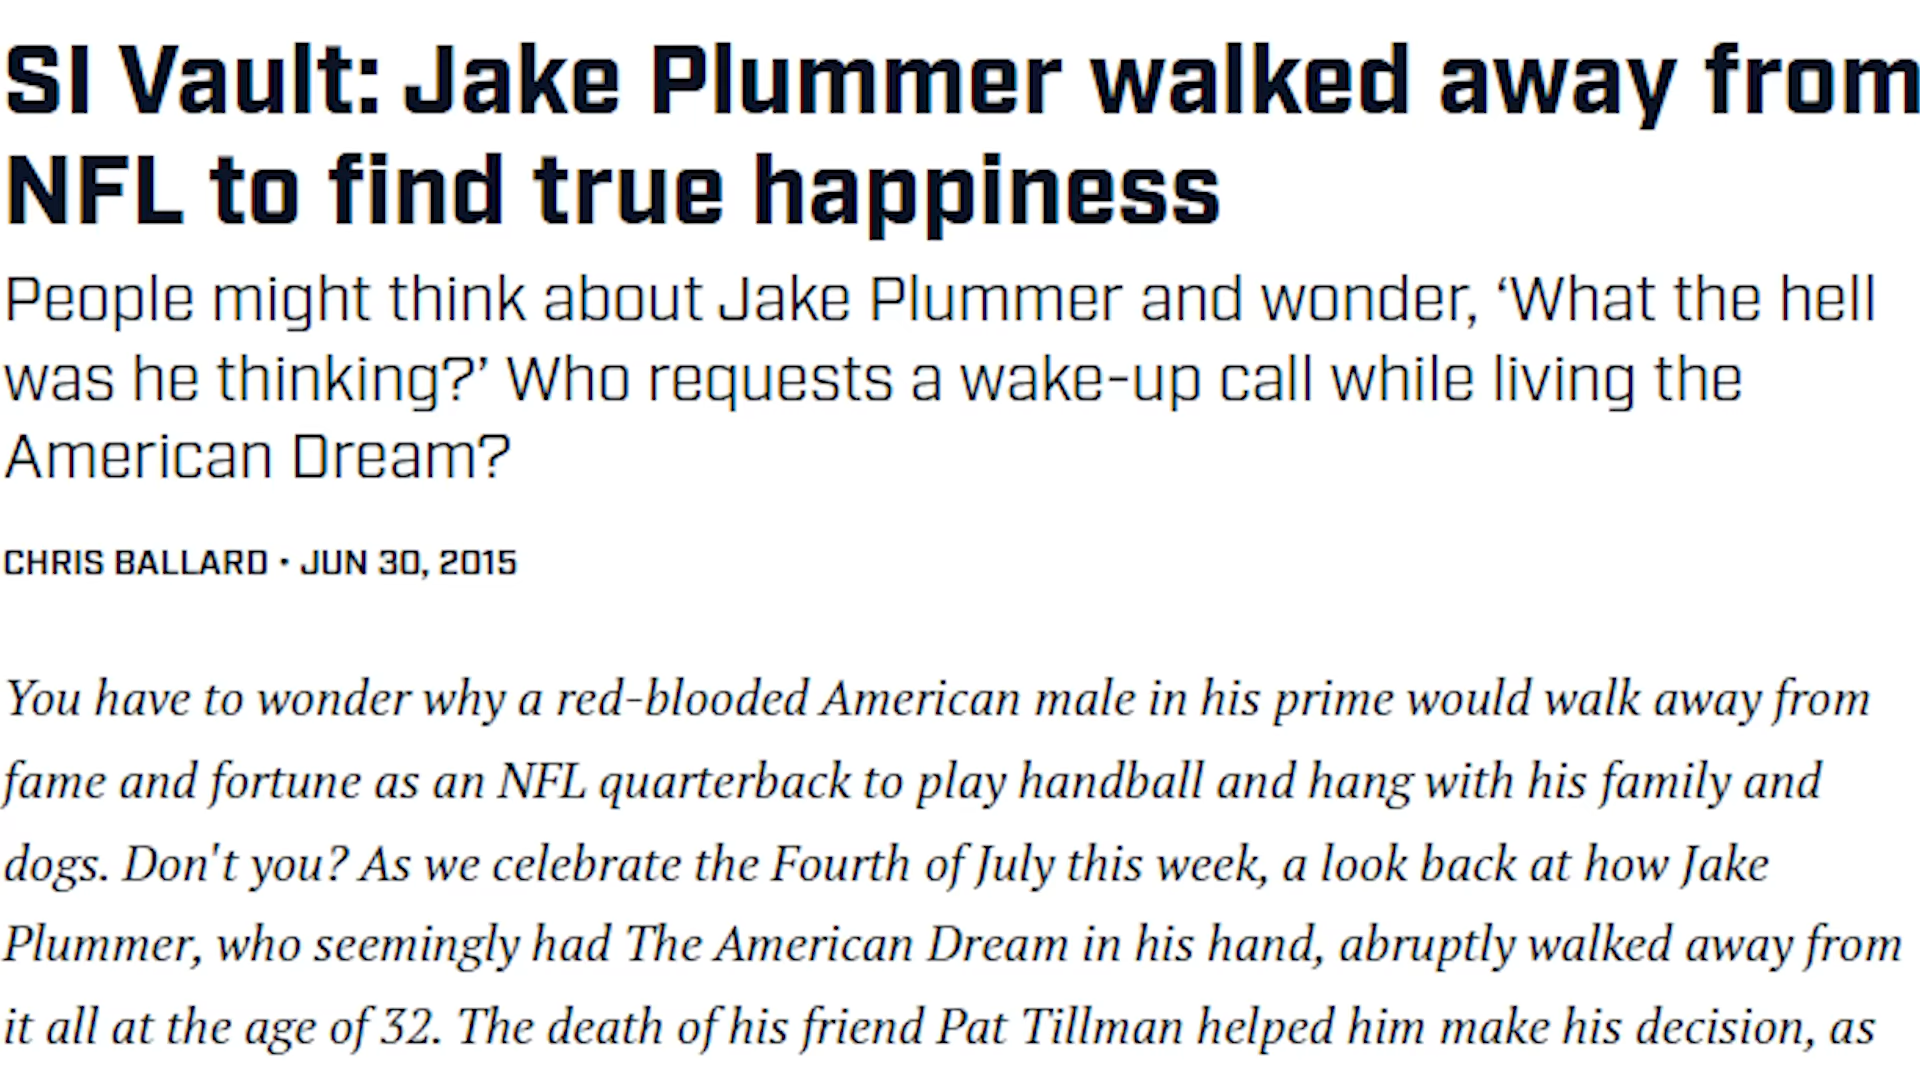 SI Vault: Jake Plummer walked away from
NFL to find true happiness
People might think about Jake Plummer and wonder, ‘What the hell
was he thinking?’ Who requests a wake-up call while living the
American Dream?
CHRIS BALLARD • JUN 30, 2015
You have to wonder why a red-blooded American male in his prime would walk away from
fame and fortune as an NFL quarterback to play handball and hang with his family and
dogs. Don't you? As we celebrate the Fourth of July this week, a look back at how Jake
Plummer, who seemingly had The American Dream in his hand, abruptly walked away from
it all at the age of 32. The death of his friend Pat Tillman helped him make his decision, as